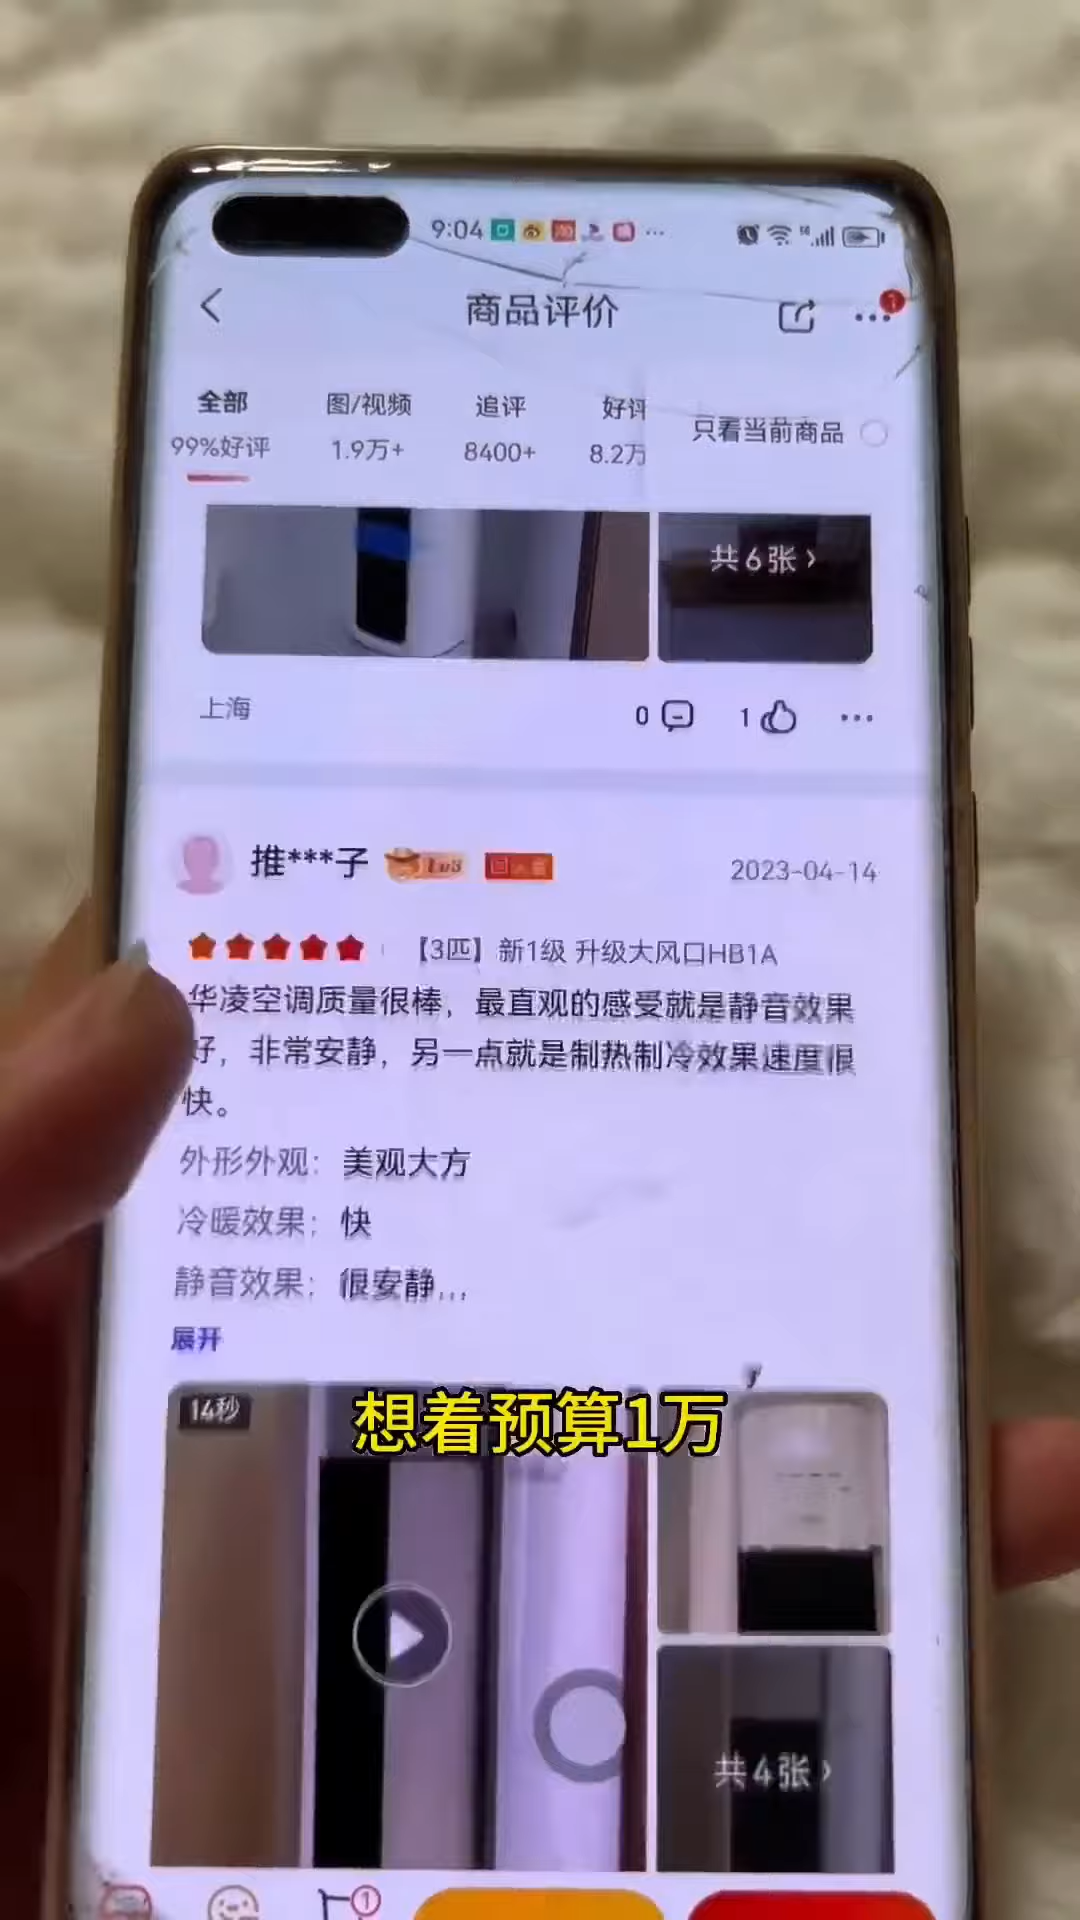 9:04
商品评价
1
全部
图/视频
追评
好评
只看当前商品
99%好评
1.9万+
8400+
8.2万
共6张
上海
0
1
推***子
Lv3
2023-04-14
【3匹】新1级 升级大风口HB1A
华凌空调质量很棒，最直观的感受就是静音效果
好，非常安静，另一点就是制热制冷效果速度很
快。
外形外观：美观大方
冷暖效果：快
静音效果：很安静...
展开
14秒
想着预算1万
共4张
1